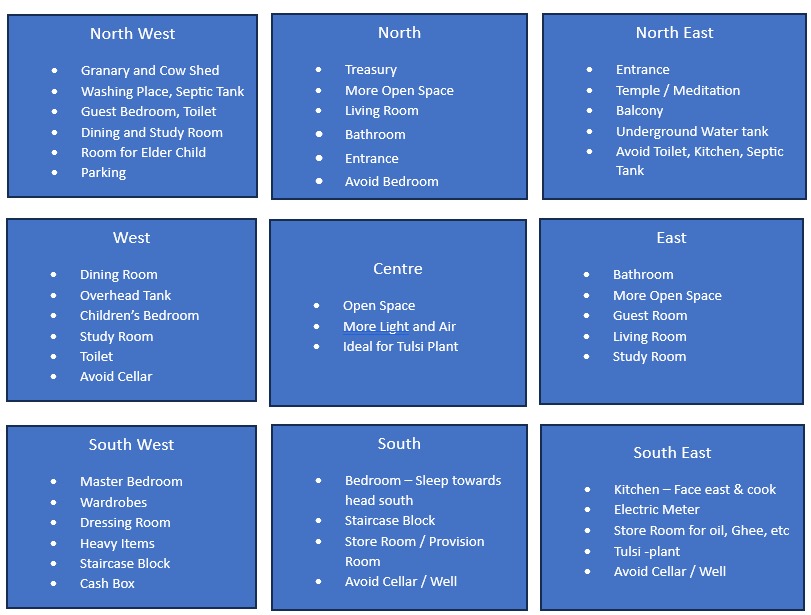 North West
• Granary and Cow Shed
• Washing Place, Septic Tank
• Guest Bedroom, Toilet
• Dining and Study Room
• Room for Elder Child
• Parking
North
• Treasury
• More Open Space
• Living Room
• Bathroom
• Entrance
• Avoid Bedroom
North East
• Entrance
• Temple / Meditation
• Balcony
• Underground Water tank
• Avoid Toilet, Kitchen, Septic
Tank
West
• Dining Room
• Overhead Tank
• Children’s Bedroom
• Study Room
• Toilet
• Avoid Cellar
Centre
• Open Space
• More Light and Air
• Ideal for Tulsi Plant
East
• Bathroom
• More Open Space
• Guest Room
• Living Room
• Study Room
South West
• Master Bedroom
• Wardrobes
• Dressing Room
• Heavy Items
• Staircase Block
• Cash Box
South
• Bedroom – Sleep towards
head south
• Staircase Block
• Store Room / Provision
Room
• Avoid Cellar / Well
South East
• Kitchen – Face east & cook
• Electric Meter
• Store Room for oil, Ghee, etc
• Tulsi -plant
• Avoid Cellar / Well